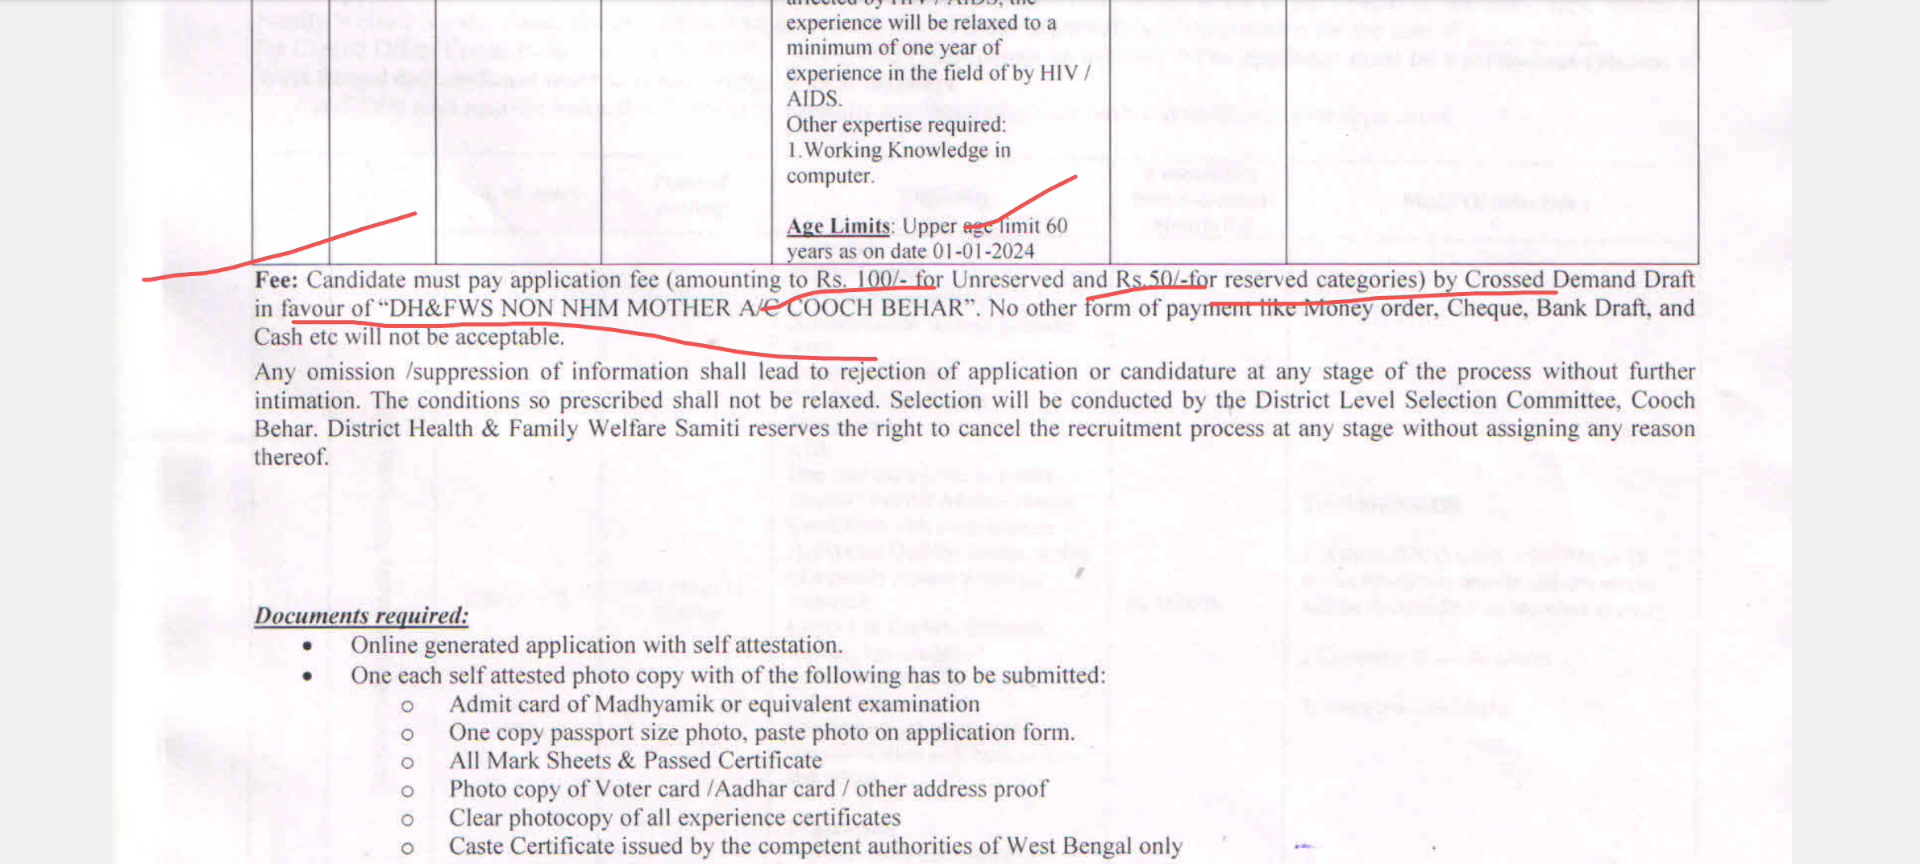 affected by HIV / AIDS, the
experience will be relaxed to a
minimum of one year of
experience in the field of by HIV /
AIDS.
Other expertise required:
1.Working Knowledge in
computer.
Age Limits: Upper age limit 60
years as on date 01-01-2024
Fee: Candidate must pay application fee (amounting to Rs. 100/- for Unreserved and Rs.50/-for reserved categories) by Crossed Demand Draft
in favour of “DH&FWS NON NHM MOTHER A/C COOCH BEHAR”. No other form of payment like Money order, Cheque, Bank Draft, and
Cash etc will not be acceptable.
Any omission /suppression of information shall lead to rejection of application or candidature at any stage of the process without further
intimation. The conditions so prescribed shall not be relaxed. Selection will be conducted by the District Level Selection Committee, Cooch
Behar. District Health & Family Welfare Samiti reserves the right to cancel the recruitment process at any stage without assigning any reason
thereof.
Documents required:
• Online generated application with self attestation.
• One each self attested photo copy with of the following has to be submitted:
o Admit card of Madhyamik or equivalent examination
o One copy passport size photo, paste photo on application form.
o All Mark Sheets & Passed Certificate
o Photo copy of Voter card /Aadhar card / other address proof
o Clear photocopy of all experience certificates
o Caste Certificate issued by the competent authorities of West Bengal only